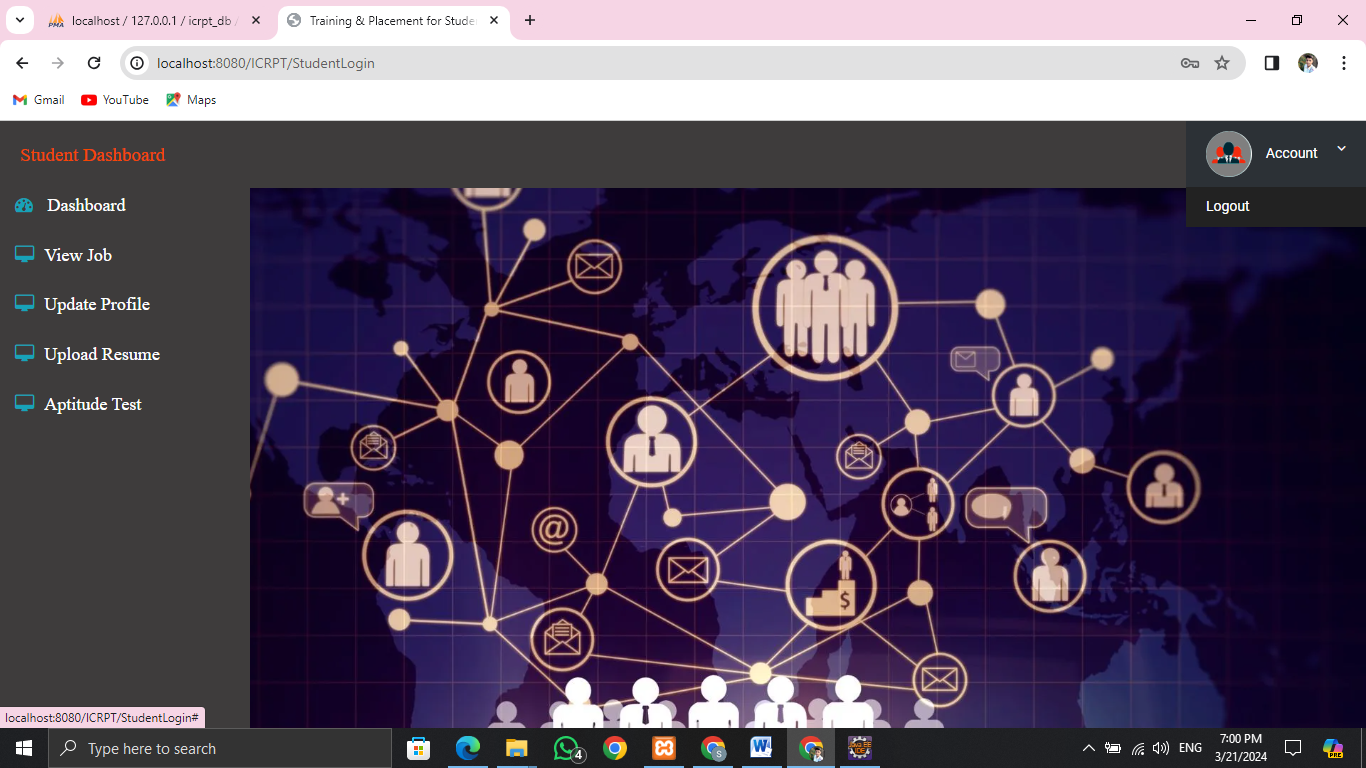 PMA
localhost / 127.0.0.1 / icrpt_db /
Training & Placement for Stude
localhost:8080/ICRPT/StudentLogin
Gmail
YouTube
Maps
Student Dashboard
Account
Logout
Dashboard
View Job
Update Profile
Upload Resume
Aptitude Test
@
$
localhost:8080/ICRPT/StudentLogin#
Type here to search
4
S
W
ENG
7:00 PM
3/21/2024
PRE